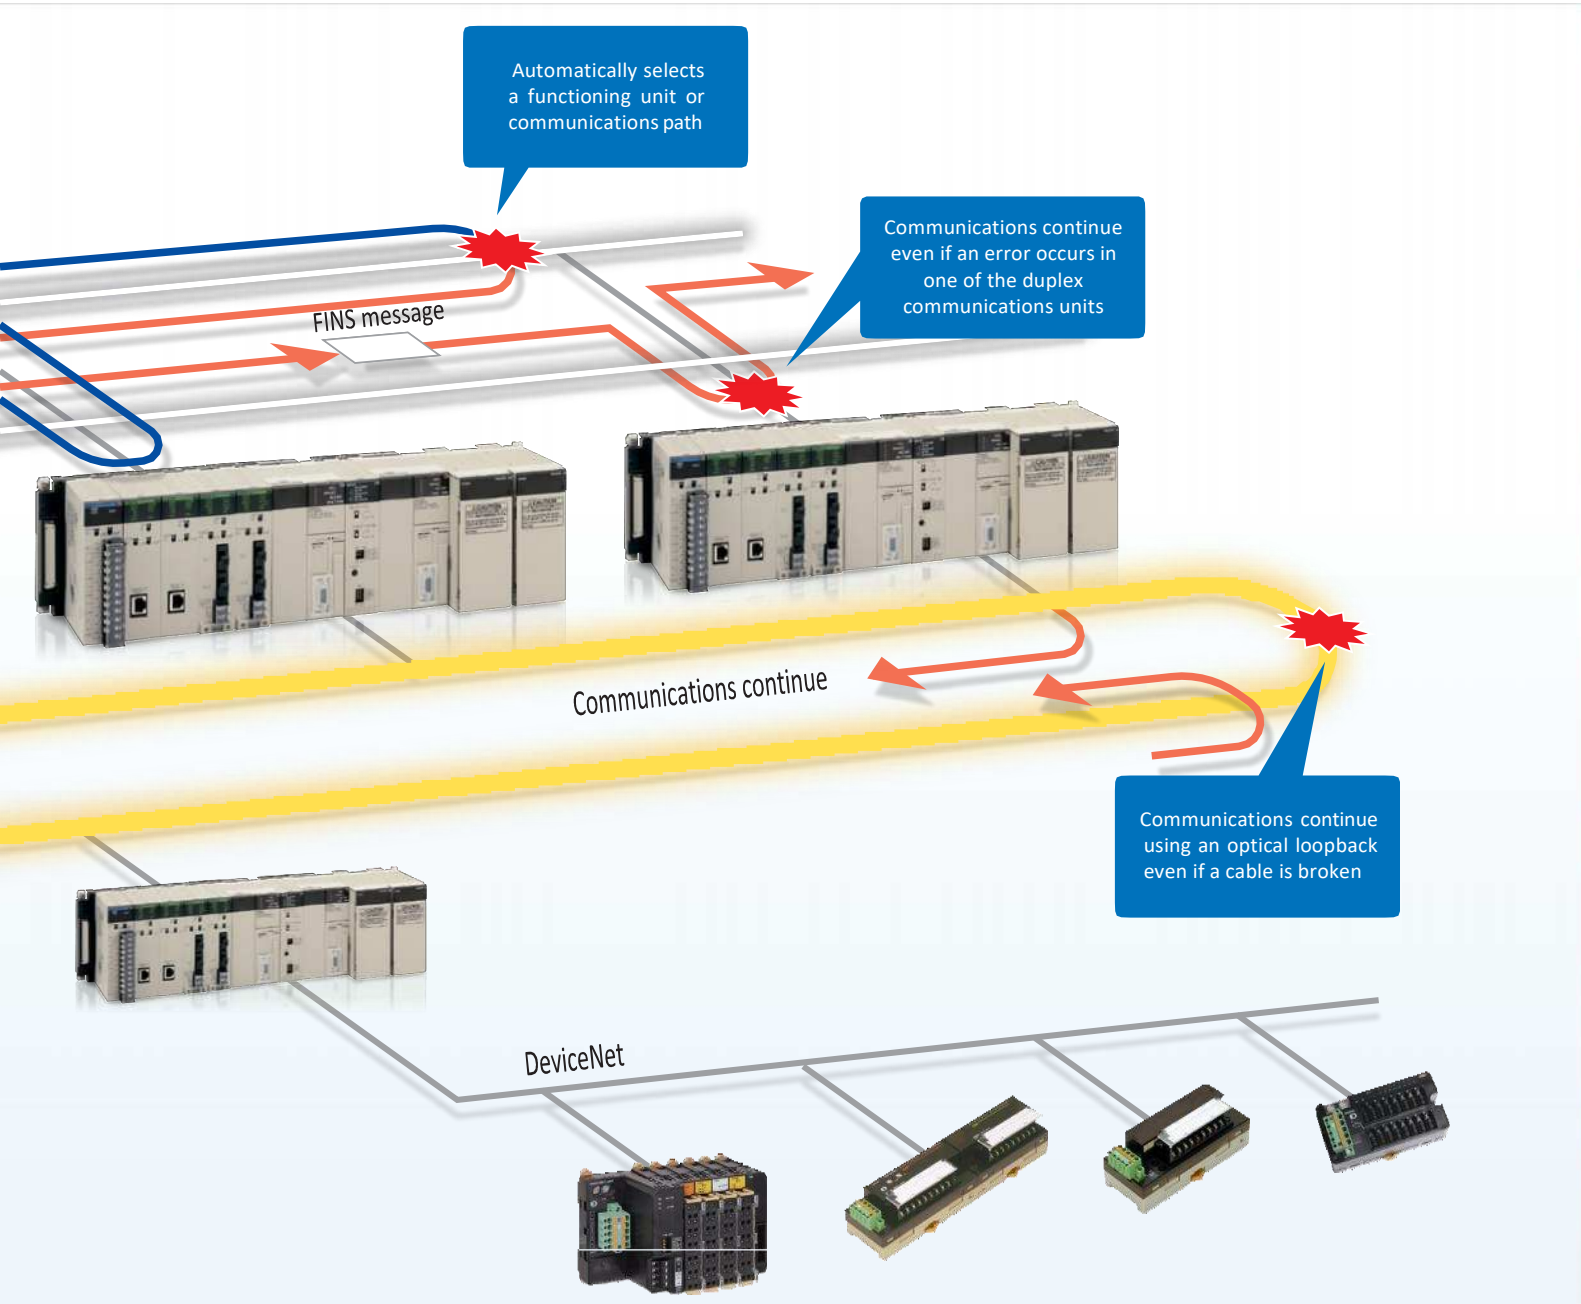 Automatically selects
a functioning unit or
communications path
Communications continue
even if an error occurs in
one of the duplex
communications units
FINS message
Communications continue
Communications continue
using an optical loopback
even if a cable is broken
DeviceNet